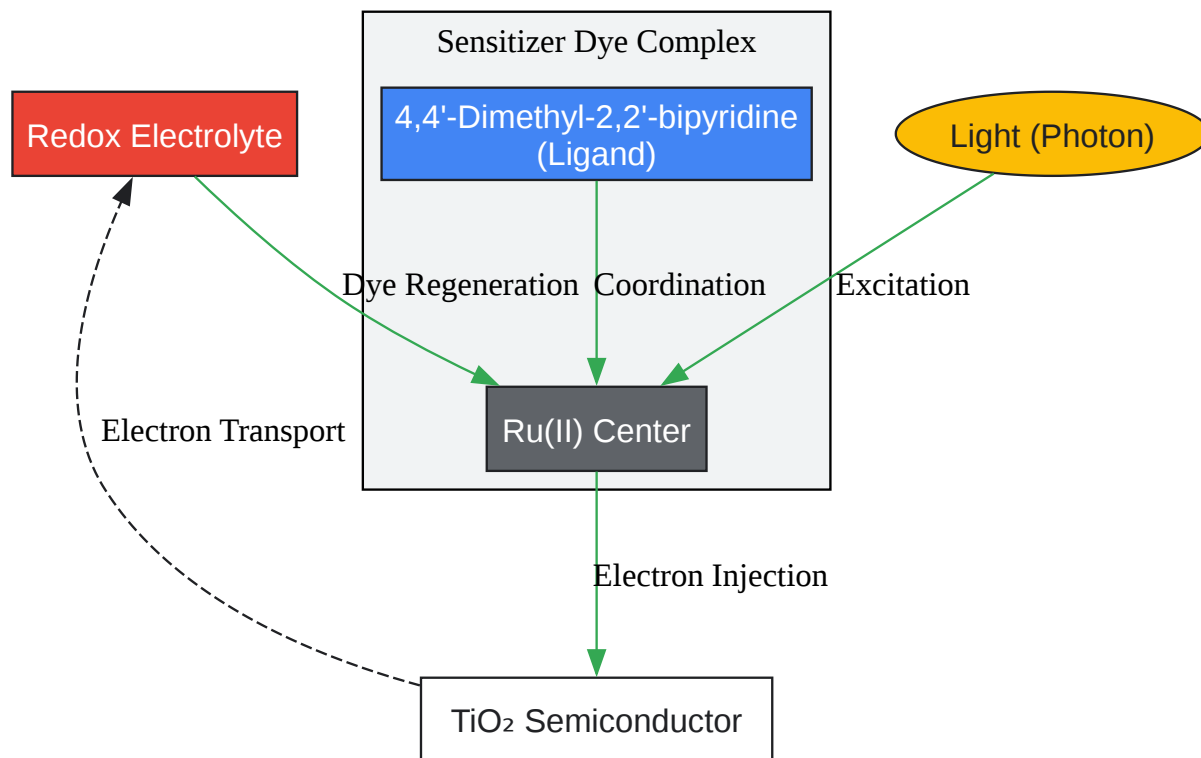 Sensitizer Dye Complex
Redox Electrolyte
4,4'-Dimethyl-2,2'-bipyridine
(Ligand)
Light (Photon)
Dye Regeneration
Coordination
Excitation
Ru(II) Center
Electron Transport
Electron Injection
TiO₂ Semiconductor